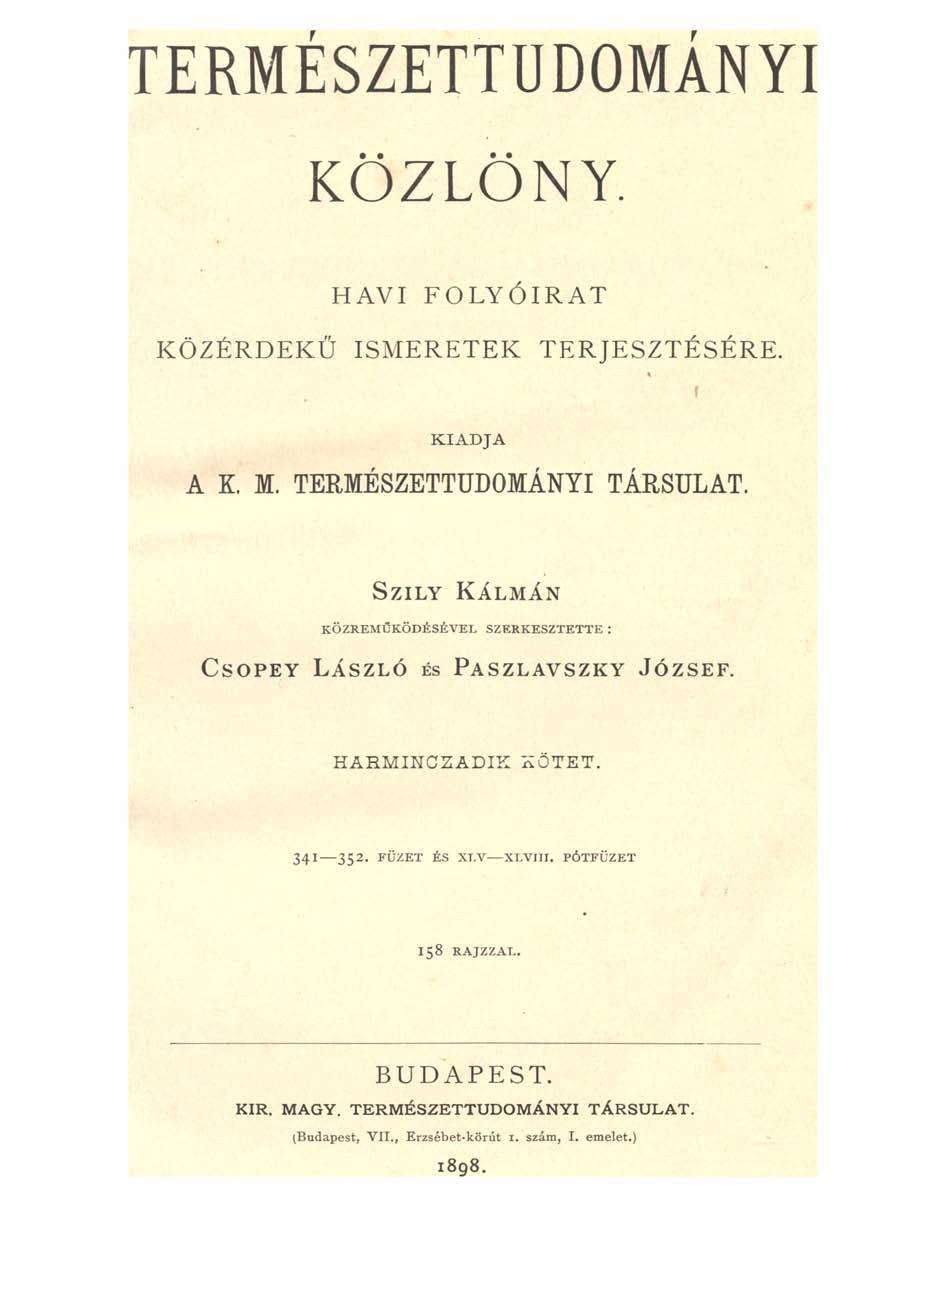 TERMÉSZETTUDOMÁNYI
KÖZLÖNY.
HAVI FOLYÓIRAT
KÖZÉRDEKŰ ISMERETEK TERJESZTÉSÉRE.
KIADJA
A K. M. TERMÉSZETTUDOMÁNYI TÁRSULAT.
SZILY KÁLMÁN
KÖZREMŰKÖDÉSÉVEL SZERKESZTETTE :
CSOPEY LÁSZLÓ ÉS PASZLAVSZKY JÓZSEF.
HARMINCZADIK KÖTET.
341—352. FÜZET ÉS XLV—XLVIII. PÓTFÜZET
158 RAJZZAL.
BUDAPEST.
KIR. MAGY. TERMÉSZETTUDOMÁNYI TÁRSULAT.
(Budapest, VII., Erzsébet-körút 1. szám, I. emelet.)
1898.